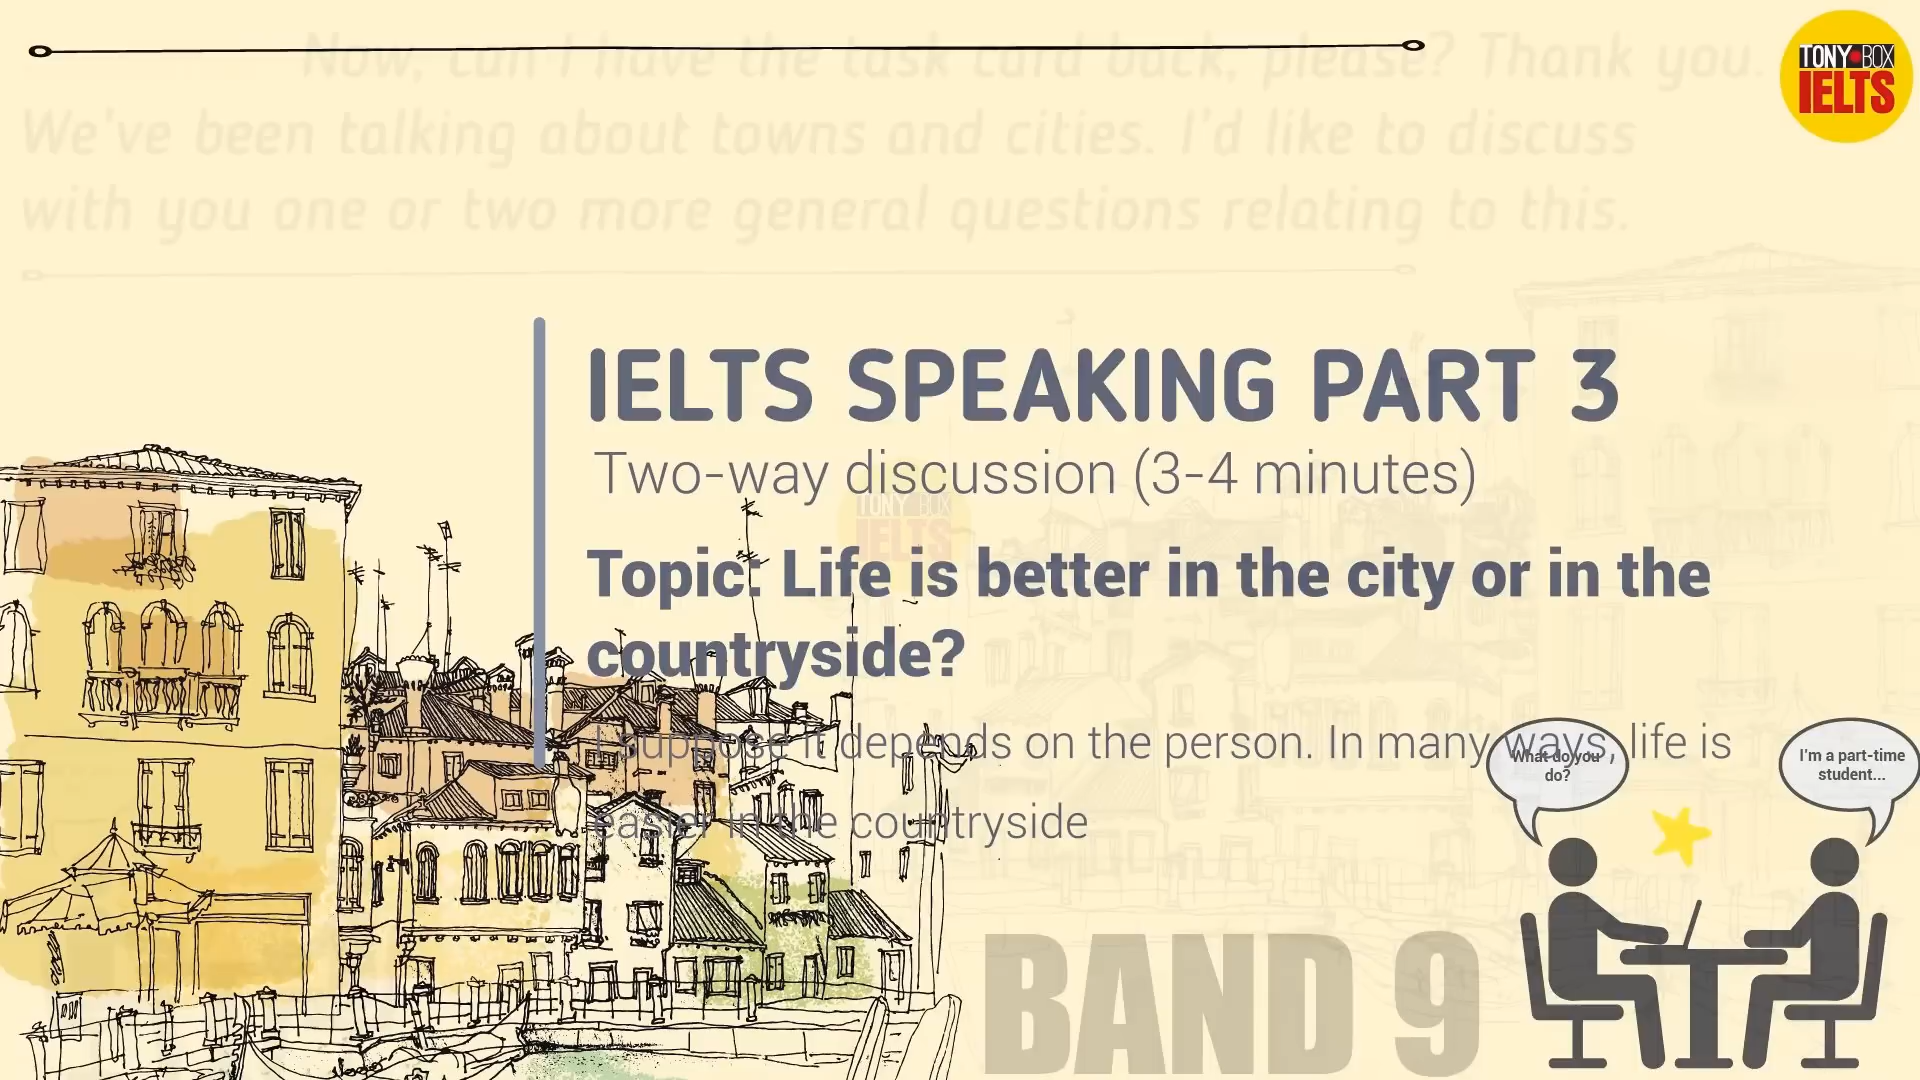 Now, can I have the task card back, please? Thank you.
We've been talking about towns and cities. I'd like to discuss
with you one or two more general questions relating to this.
TONY BOX
IELTS
IELTS SPEAKING PART 3
Two-way discussion (3-4 minutes)
TONY BOX
IELTS
Topic: Life is better in the city or in the
countryside?
I suppose it depends on the person. In many ways, life is
easier in the countryside
What do you
do?
I'm a part-time
student...
BAND 9